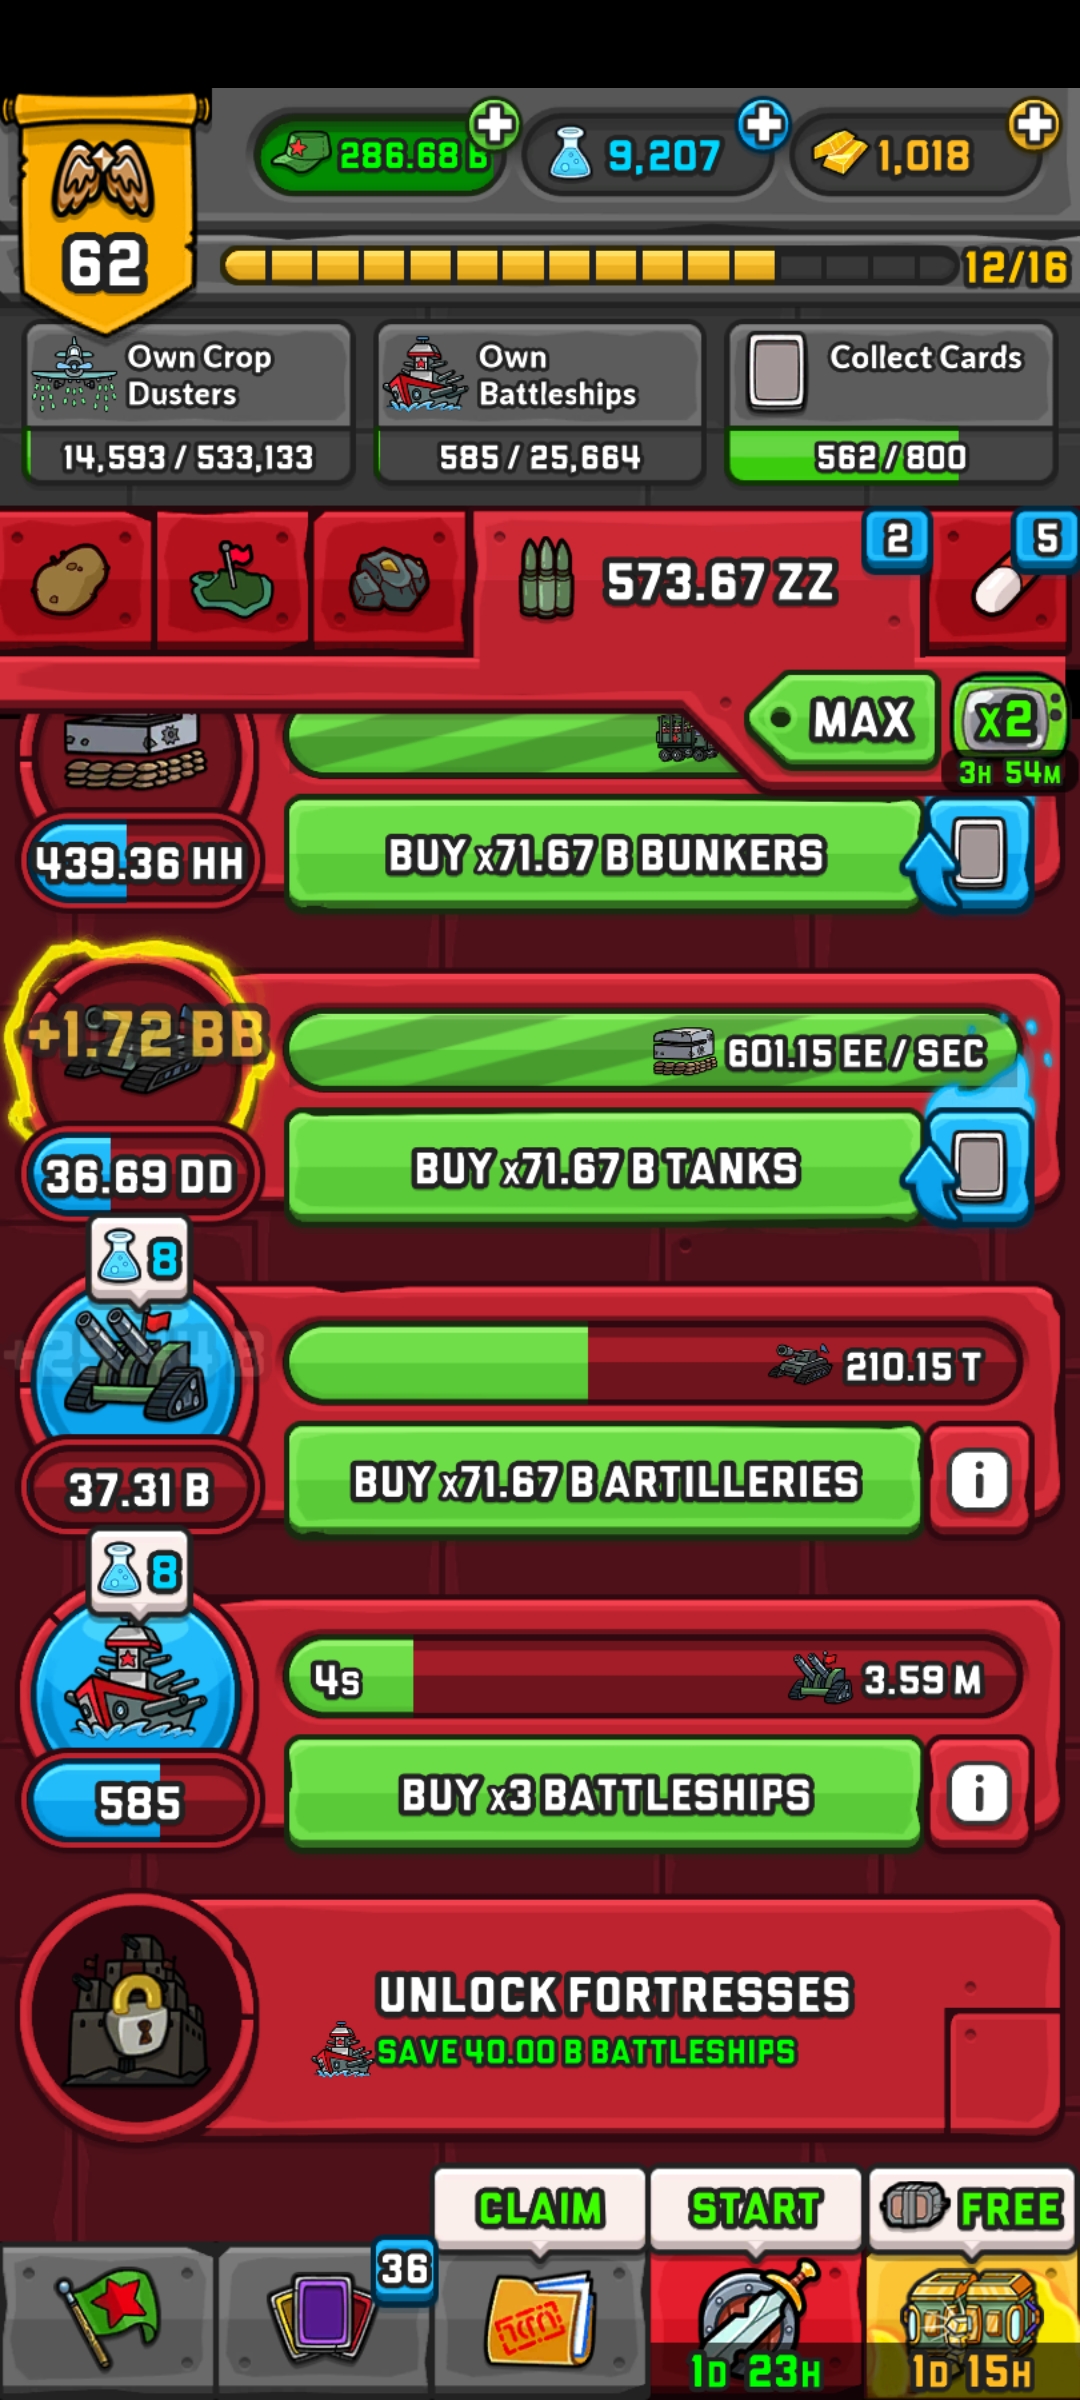 286.68 B
9,207
1,018
62
12/16
Own Crop
Dusters
14,593 / 533,133
Own
Battleships
585 / 25,664
Collect Cards
562 / 800
573.67 ZZ
2
5
MAX
x2
3H 54M
439.36 HH
BUY x71.67 B BUNKERS
+1.72 BB
601.15 EE / SEC
36.69 DD
BUY x71.67 B TANKS
8
210.15 T
37.31 B
BUY x71.67 B ARTILLERIES
i
8
4s
3.59 M
585
BUY x3 BATTLESHIPS
i
UNLOCK FORTRESSES
SAVE 40.00 B BATTLESHIPS
CLAIM
START
FREE
36
1D 23H
1D 15H